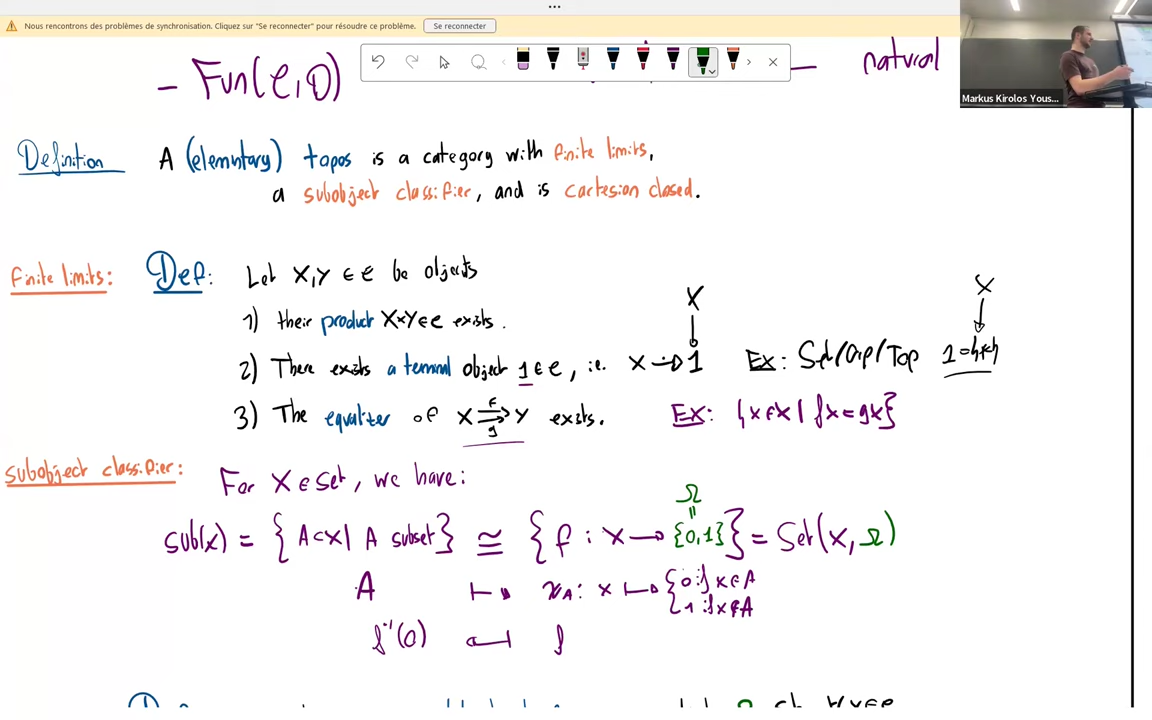 Nous rencontrons des problèmes de synchronisation. Cliquez sur "Se reconnecter" pour résoudre ce problème. Se reconnecter
Markus Kirolos Yous...
– Fun(C, D) – natural
Definition A (elementary) topos is a category with finite limits,
a subobject classifier, and is cartesian closed.
Finite limits: Def: Let X, Y ∈ C be objects
1) their product X×Y ∈ C exists.
2) There exists a terminal object 1 ∈ C, i.e. X → 1 X ↓ 1 Ex: Set/Grp/Top X ↓ 1 = {*}
3) The equalizer of X ⇉ Y f g exists. Ex: {x ∈ X | fx = gx}
subobject classifier: For X ∈ Set, we have:
Sub(X) = { A ⊂ X | A subset } ≅ { f : X → {0,1} } = Set(X, Ω)
Ω =
A ↦ χ_A : x ↦ { 0 if x ∈ A
1 if x ∉ A
f⁻¹(0) ↤ f